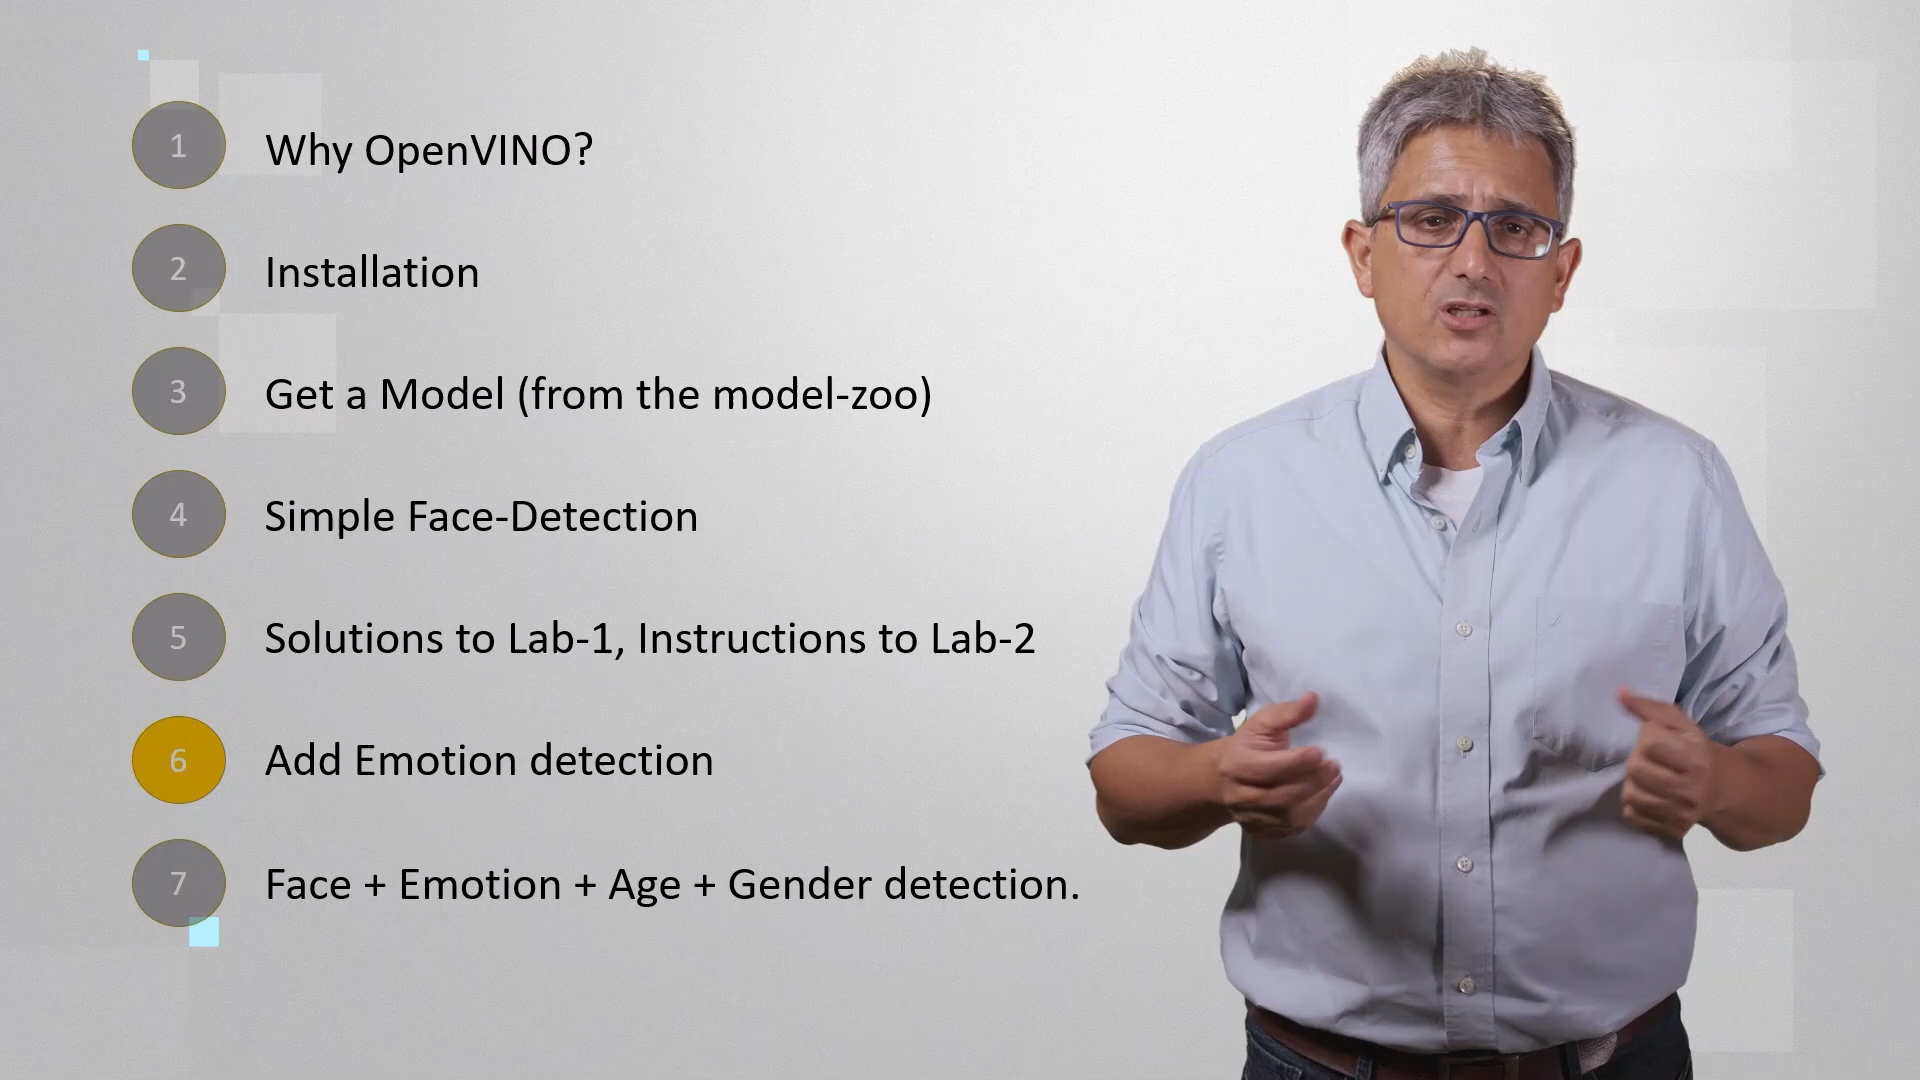 1 Why OpenVINO?
2 Installation
3 Get a Model (from the model-zoo)
4 Simple Face-Detection
5 Solutions to Lab-1, Instructions to Lab-2
6 Add Emotion detection
7 Face + Emotion + Age + Gender detection.